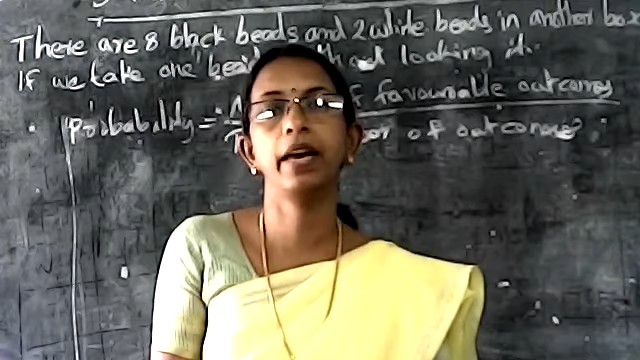 There are 8 black beads and 2 white beads in another box
If we take one bead without looking it.
Probability = of favourable outcomes
of outcomes